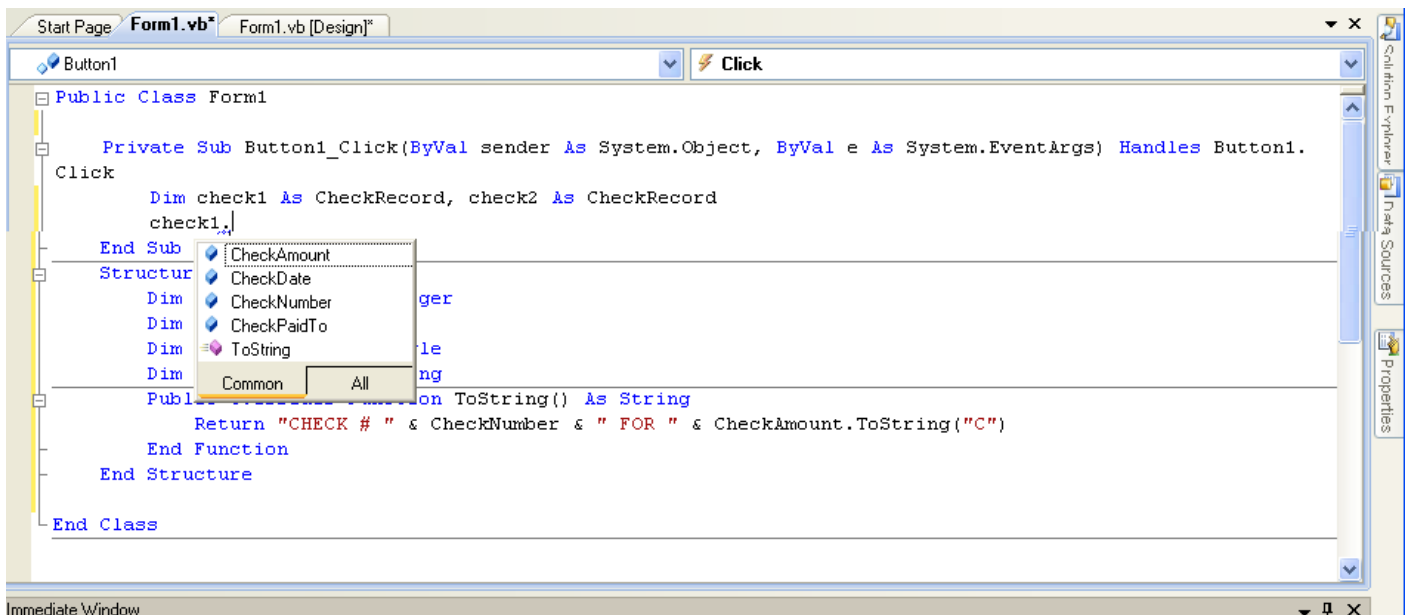 Start Page Form1.vb* Form1.vb [Design]*
Button1 Click
Public Class Form1
Private Sub Button1_Click(ByVal sender As System.Object, ByVal e As System.EventArgs) Handles Button1.
Click
Dim check1 As CheckRecord, check2 As CheckRecord
check1.
End Sub
CheckAmount
Structur
CheckDate
Dim CheckNumber ger
Dim CheckPaidTo
Dim ToString le
Dim ng
Common All
Publ on ToString() As String
Return "CHECK # " & CheckNumber & " FOR " & CheckAmount.ToString("C")
End Function
End Structure
End Class
Immediate Window
Solution Explorer
Data Sources
Properties